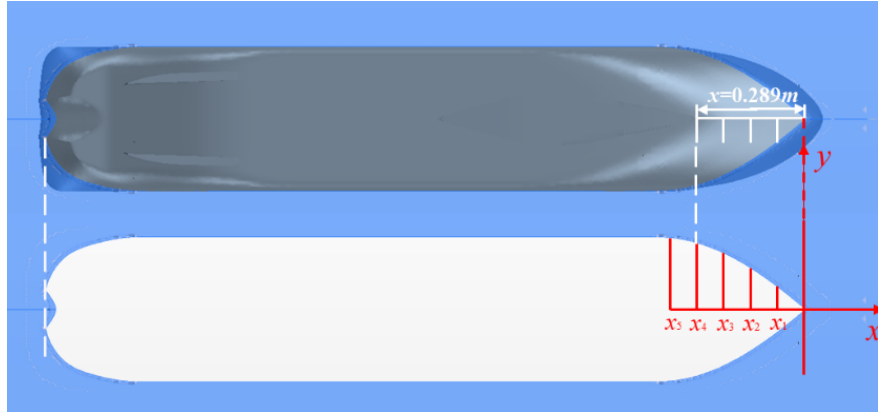 x=0.289m
y
x₅ x₄ x₃ x₂ x₁
x